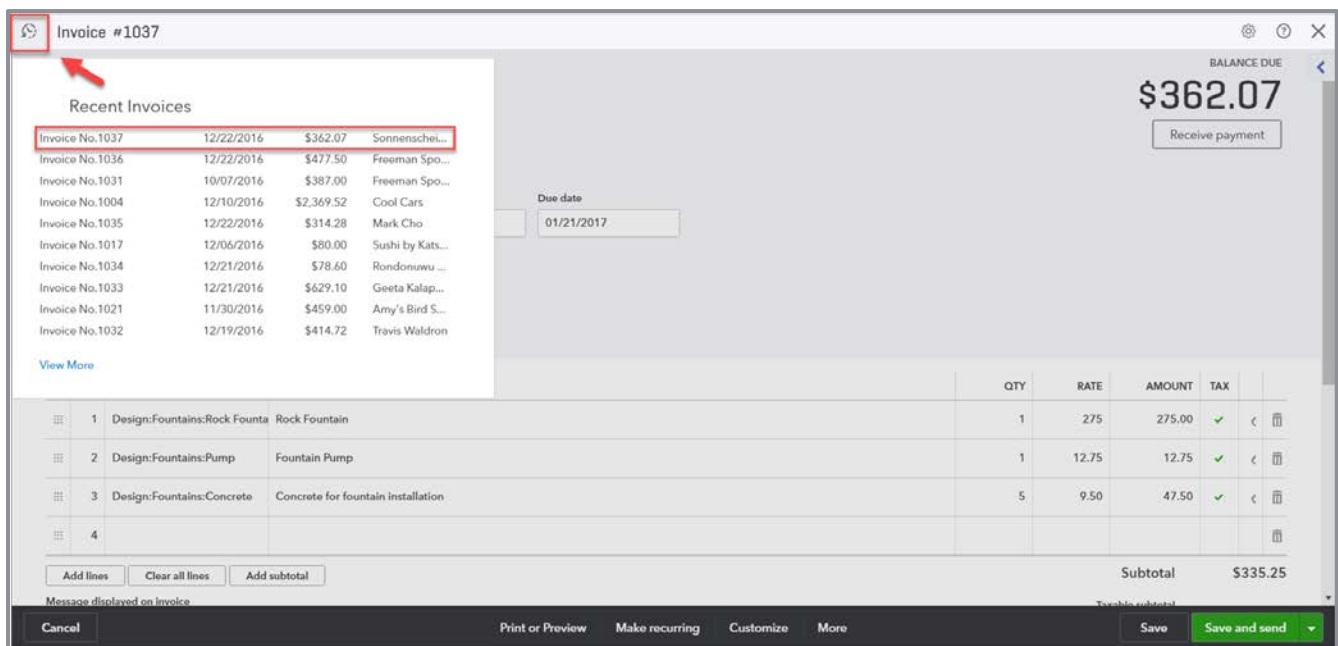 Invoice #1037
BALANCE DUE
$362.07
Receive payment
Recent Invoices
Invoice No.1037 12/22/2016 $362.07 Sonnenschei...
Invoice No.1036 12/22/2016 $477.50 Freeman Spo...
Invoice No.1031 10/07/2016 $387.00 Freeman Spo...
Invoice No.1004 12/10/2016 $2,369.52 Cool Cars
Invoice No.1035 12/22/2016 $314.28 Mark Cho
Invoice No.1017 12/06/2016 $80.00 Sushi by Kats...
Invoice No.1034 12/21/2016 $78.60 Rondonuwu ...
Invoice No.1033 12/21/2016 $629.10 Geeta Kalap...
Invoice No.1021 11/30/2016 $459.00 Amy's Bird S...
Invoice No.1032 12/19/2016 $414.72 Travis Waldron
View More
Due date
01/21/2017
QTY RATE AMOUNT TAX
1 Design:Fountains:Rock Founta Rock Fountain 1 275 275.00
2 Design:Fountains:Pump Fountain Pump 1 12.75 12.75
3 Design:Fountains:Concrete Concrete for fountain installation 5 9.50 47.50
4
Add lines Clear all lines Add subtotal Subtotal $335.25
Message displayed on invoice Taxable subtotal
Cancel Print or Preview Make recurring Customize More Save Save and send